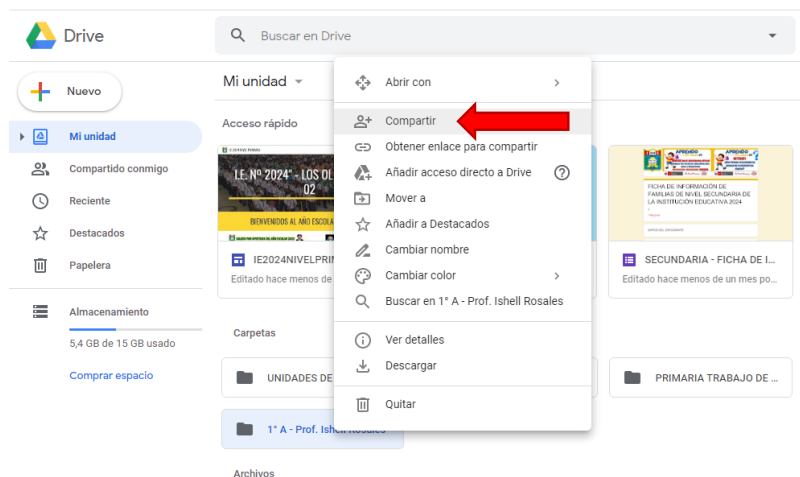 Drive
Buscar en Drive
Nuevo
Mi unidad
Compartido conmigo
Reciente
Destacados
Papelera
Almacenamiento
5,4 GB de 15 GB usado
Comprar espacio
Mi unidad
Acceso rápido
I.E. Nº 2024" - LOS OL
02
BIENVENIDOS AL AÑO ESCOLA
IE2024NIVELPRI
Editado hace menos de
FICHA DE INFORMACIÓN DE
FAMILIAS DE NIVEL SECUNDARIA DE
LA INSTITUCIÓN EDUCATIVA 2024
SECUNDARIA - FICHA DE I...
Editado hace menos de un mes po...
Carpetas
UNIDADES DE
PRIMARIA TRABAJO DE ...
1° A - Prof. Ishell Rosales
Archivos
Abrir con
Compartir
Obtener enlace para compartir
Añadir acceso directo a Drive
Mover a
Añadir a Destacados
Cambiar nombre
Cambiar color
Buscar en 1° A - Prof. Ishell Rosales
Ver detalles
Descargar
Quitar